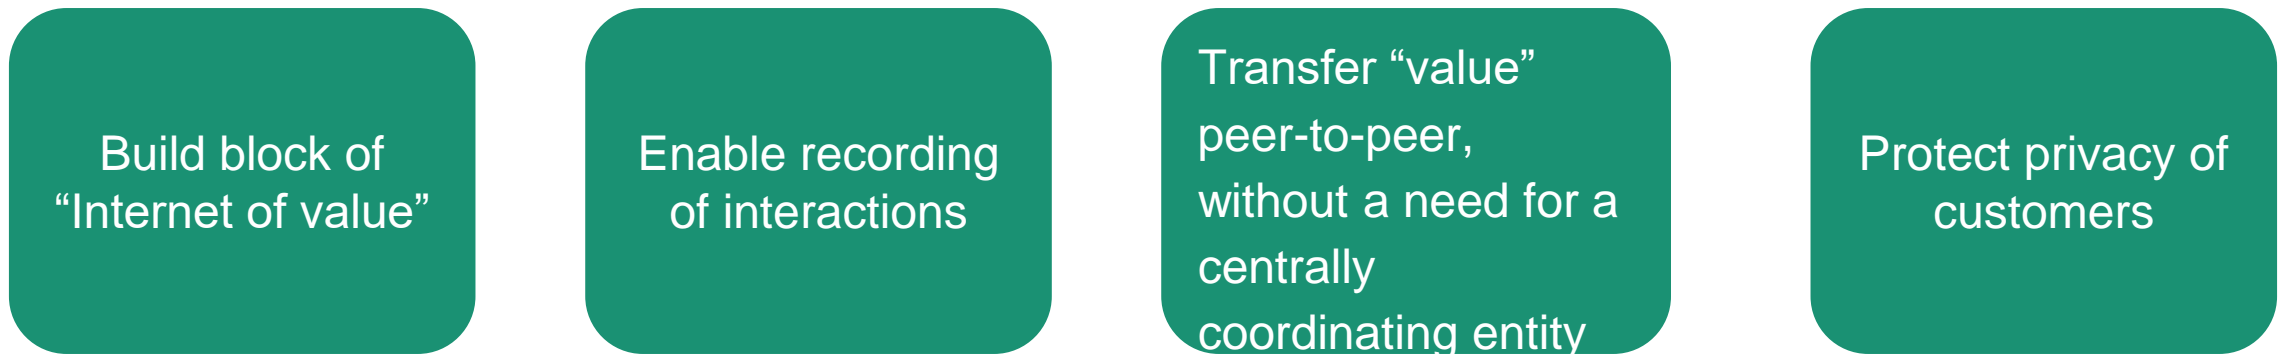 Build block of
“Internet of value”
Enable recording
of interactions
Transfer “value”
peer-to-peer,
without a need for a
centrally
coordinating entity
Protect privacy of
customers